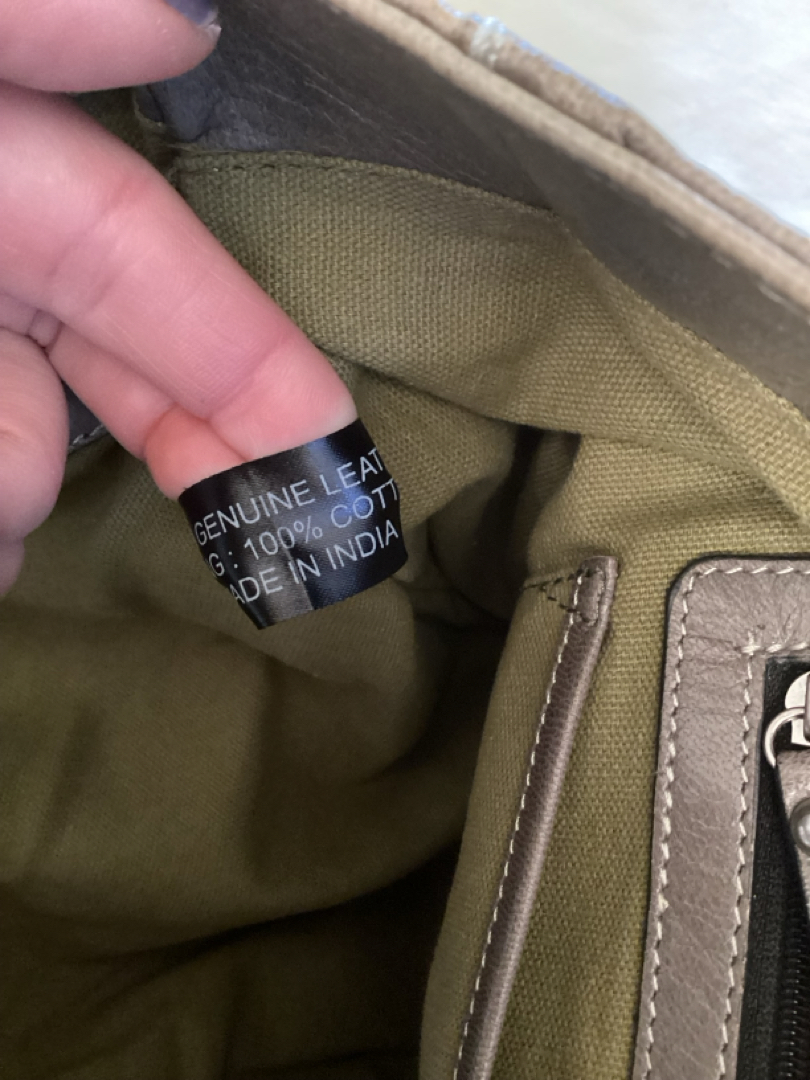 GENUINE LEAT
G : 100% COTT
ADE IN INDIA